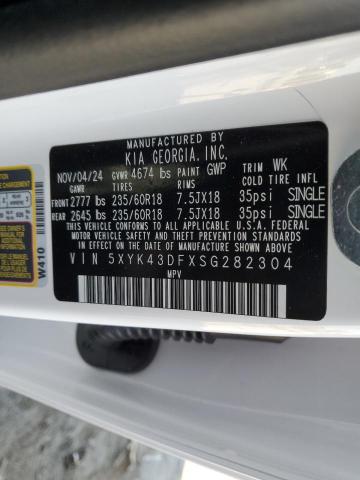 MANUFACTURED BY
KIA GEORGIA, INC.
NOV/04/24 GVWR 4674 lbs PAINT GWP TRIM WK
GAWR TIRES RIMS COLD TIRE INFL
FRONT 2777 lbs 235/60R18 7.5JX18 35psi SINGLE
REAR 2645 lbs 235/60R18 7.5JX18 35psi SINGLE
THIS VEHICLE CONFORMS TO ALL APPLICABLE U.S.A. FEDERAL
MOTOR VEHICLE SAFETY, BUMPER, AND THEFT PREVENTION
STANDARDS IN EFFECT ON THE DATE OF MANUFACTURE SHOWN ABOVE.
VIN 5XYK43DFXSG282304
MPV
W410